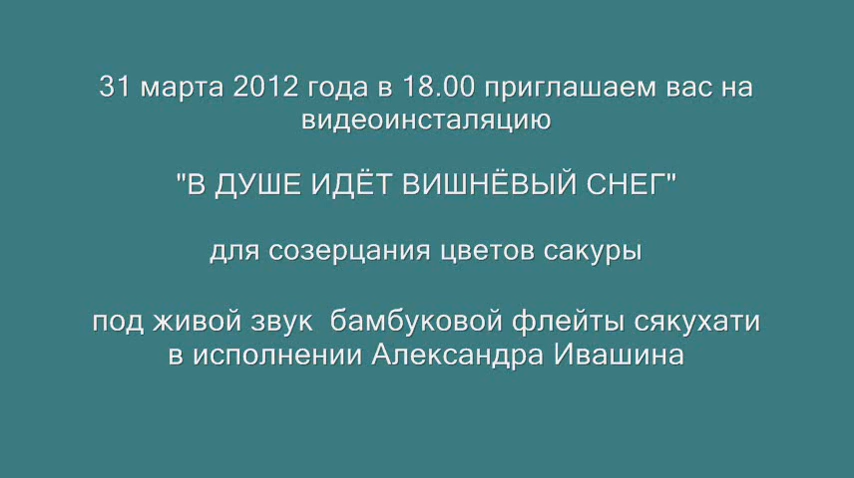 31 марта 2012 года в 18.00 приглашаем вас на
видеоинсталяцию
"В ДУШЕ ИДЁТ ВИШНЁВЫЙ СНЕГ"
для созерцания цветов сакуры
под живой звук  бамбуковой флейты сякухати
в исполнении Александра Ивашина